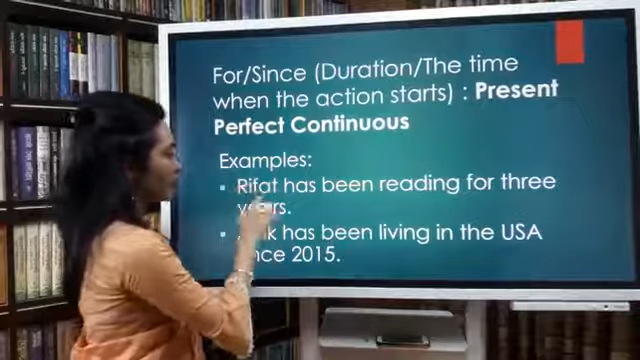 For/Since (Duration/The time
when the action starts) : Present
Perfect Continuous
Examples:
▪ Rifat has been reading for three
▪ has been living in the USA
2015.